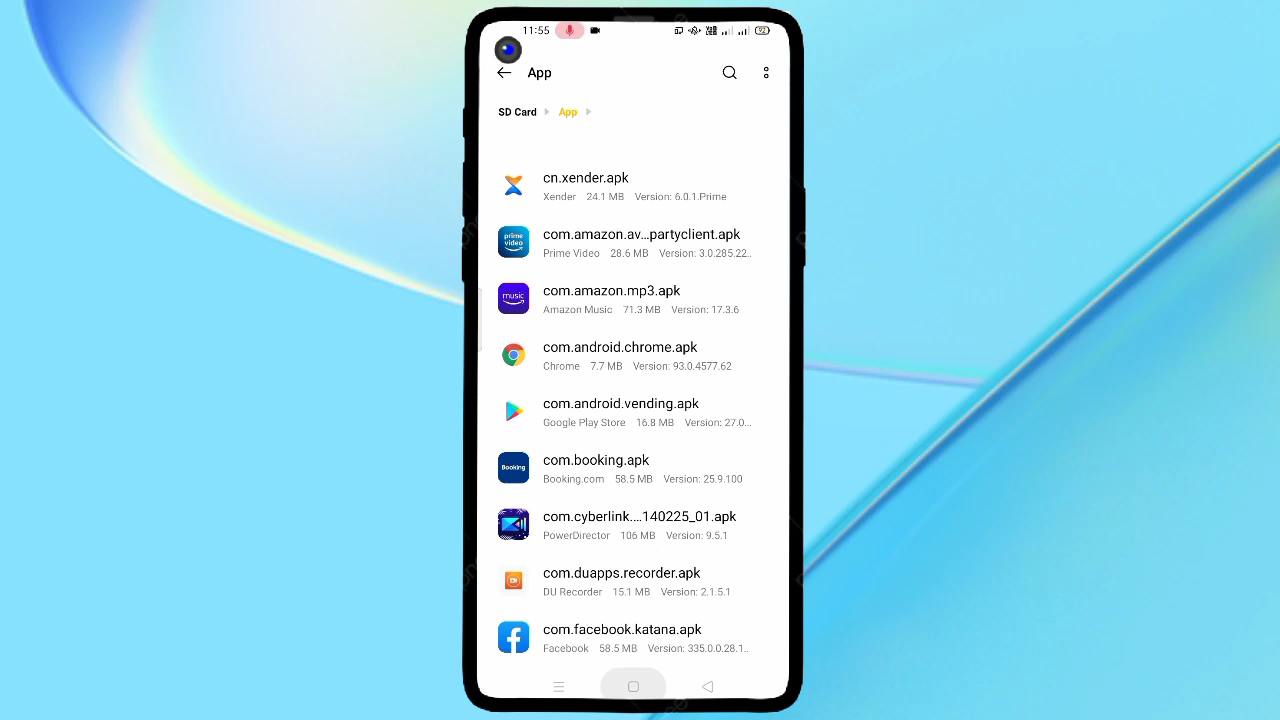 11:55
92
App
SD Card App
cn.xender.apk
Xender 24.1 MB Version: 6.0.1.Prime
prime video
com.amazon.av...partyclient.apk
Prime Video 28.6 MB Version: 3.0.285.22..
music
com.amazon.mp3.apk
Amazon Music 71.3 MB Version: 17.3.6
com.android.chrome.apk
Chrome 7.7 MB Version: 93.0.4577.62
com.android.vending.apk
Google Play Store 16.8 MB Version: 27.0...
Booking
com.booking.apk
Booking.com 58.5 MB Version: 25.9.100
com.cyberlink....140225_01.apk
PowerDirector 106 MB Version: 9.5.1
com.duapps.recorder.apk
DU Recorder 15.1 MB Version: 2.1.5.1
com.facebook.katana.apk
Facebook 58.5 MB Version: 335.0.0.28.1..